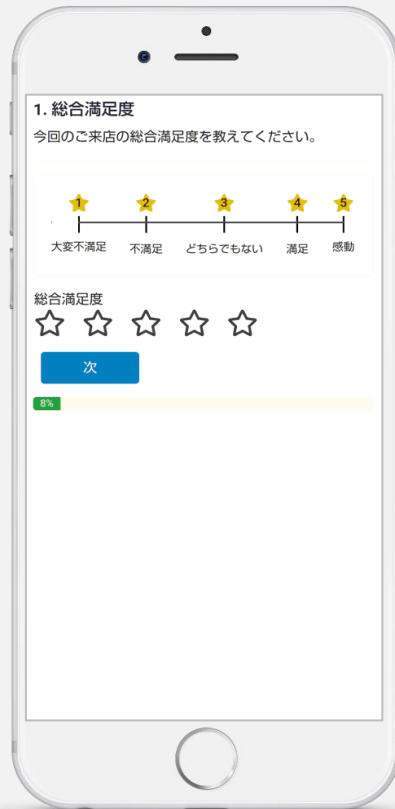 1. 総合満足度
今回のご来店の総合満足度を教えてください。
1 2 3 4 5
大変不満足 不満足 どちらでもない 満足 感動
総合満足度
次
8%